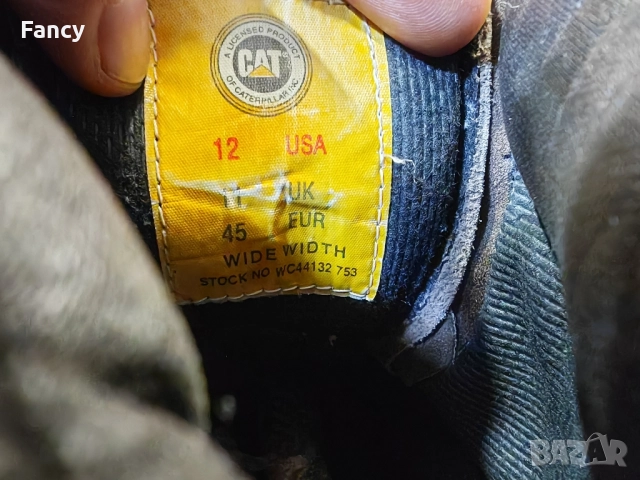 Fancy
A LICENSED PRODUCT
CAT
OF CATERPILLAR INC
12 USA
11 UK
45 EUR
WIDE WIDTH
STOCK NO WC44132 753
BAZAR